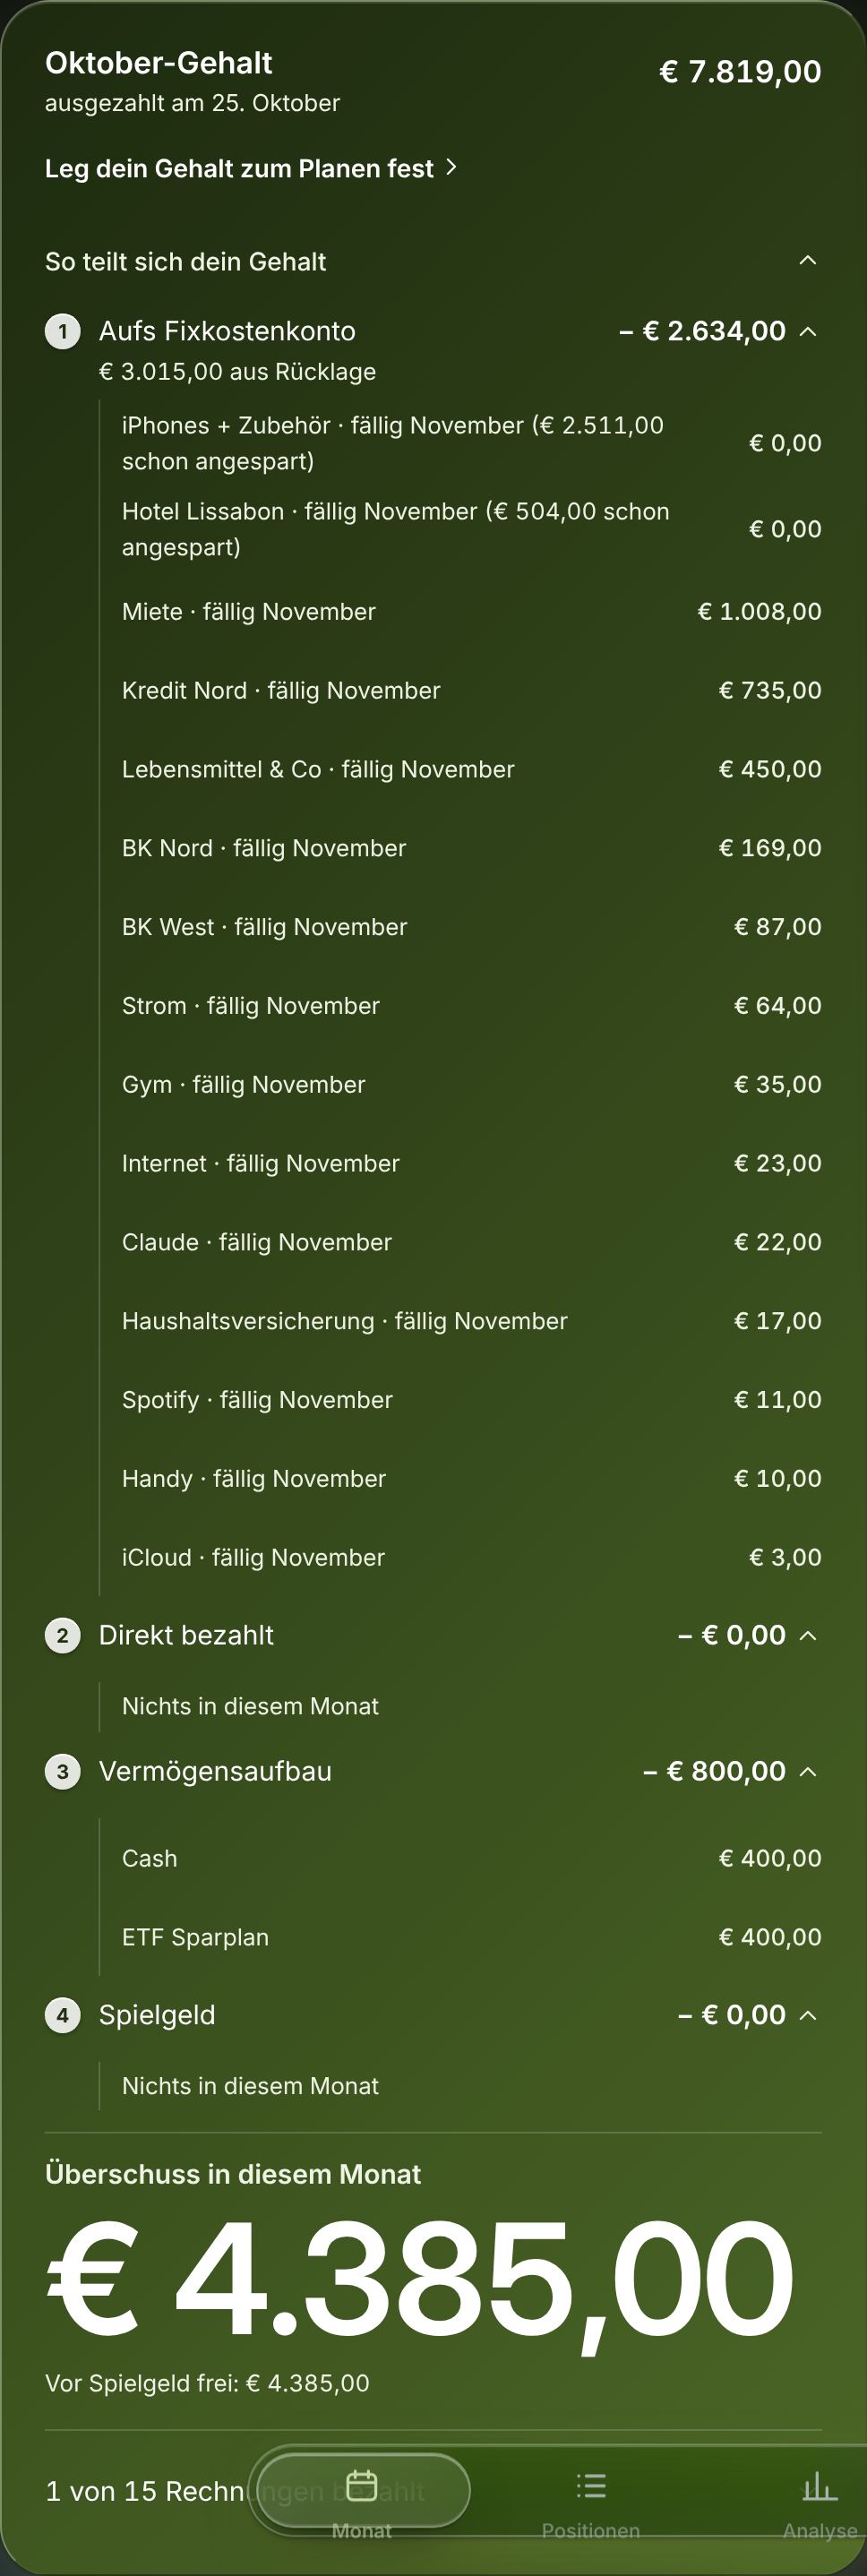 Oktober-Gehalt
€ 7.819,00
ausgezahlt am 25. Oktober
Leg dein Gehalt zum Planen fest
So teilt sich dein Gehalt
1 Aufs Fixkostenkonto – € 2.634,00
€ 3.015,00 aus Rücklage
iPhones + Zubehör · fällig November (€ 2.511,00
schon angespart)
€ 0,00
Hotel Lissabon · fällig November (€ 504,00 schon
angespart)
€ 0,00
Miete · fällig November € 1.008,00
Kredit Nord · fällig November € 735,00
Lebensmittel & Co · fällig November € 450,00
BK Nord · fällig November € 169,00
BK West · fällig November € 87,00
Strom · fällig November € 64,00
Gym · fällig November € 35,00
Internet · fällig November € 23,00
Claude · fällig November € 22,00
Haushaltsversicherung · fällig November € 17,00
Spotify · fällig November € 11,00
Handy · fällig November € 10,00
iCloud · fällig November € 3,00
2 Direkt bezahlt – € 0,00
Nichts in diesem Monat
3 Vermögensaufbau – € 800,00
Cash € 400,00
ETF Sparplan € 400,00
4 Spielgeld – € 0,00
Nichts in diesem Monat
Überschuss in diesem Monat
€ 4.385,00
Vor Spielgeld frei: € 4.385,00
1 von 15 Rechnungen bezahlt
Monat Positionen Analyse